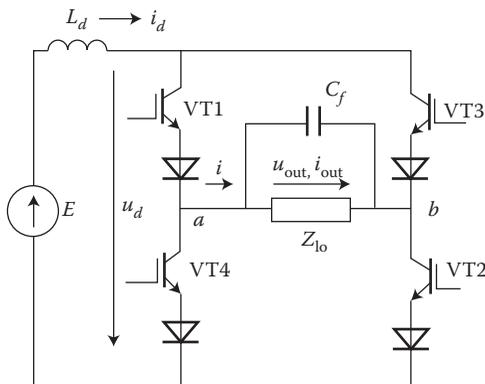 L_d i_d
C_f
VT1 VT3
i u_out, i_out
E u_d a b
Z_lo
VT4 VT2